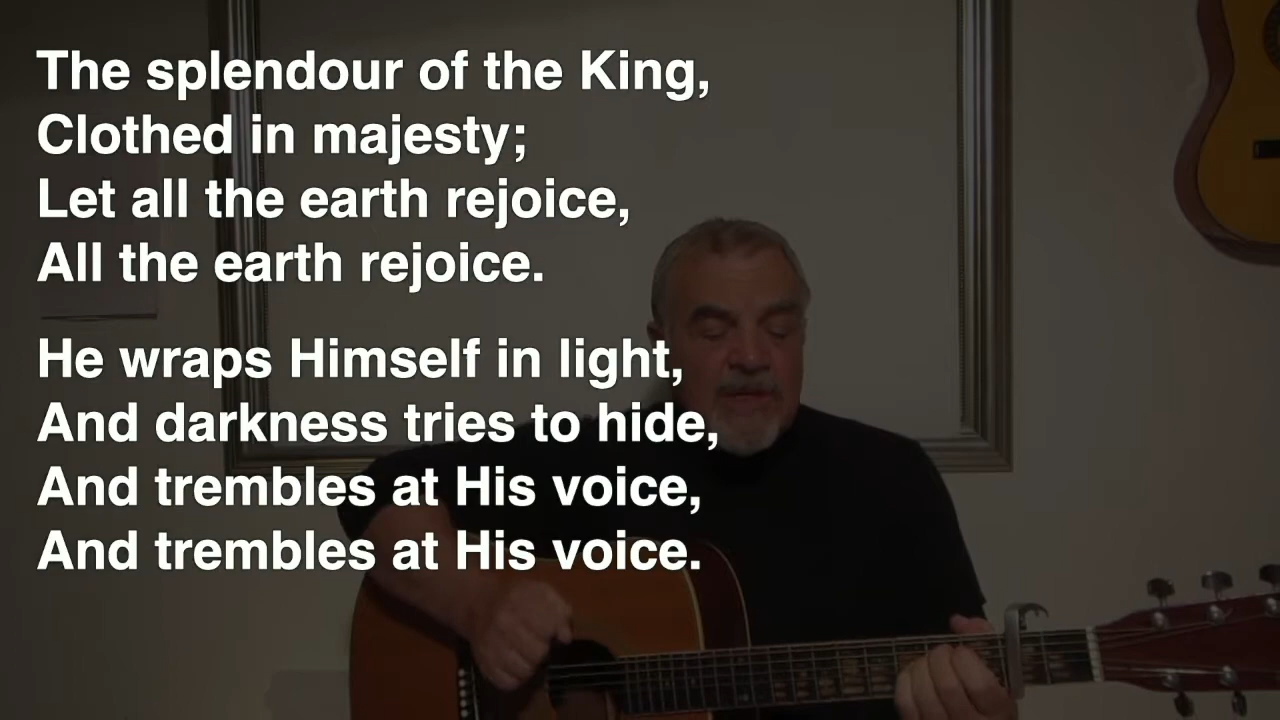 The splendour of the King,
Clothed in majesty;
Let all the earth rejoice,
All the earth rejoice.
He wraps Himself in light,
And darkness tries to hide,
And trembles at His voice,
And trembles at His voice.